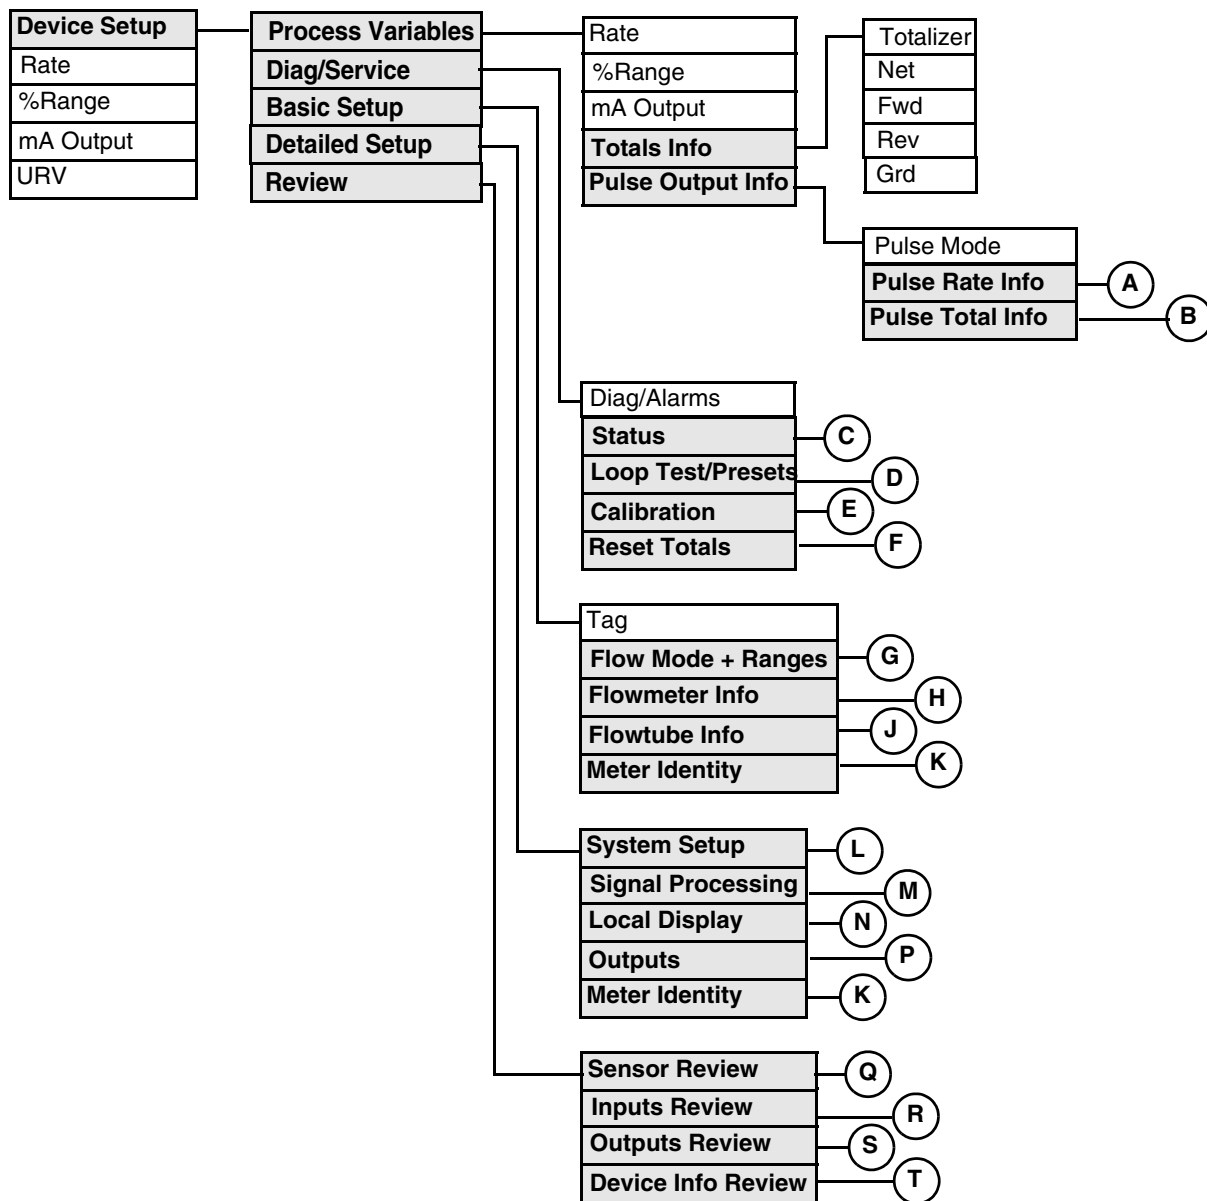 Device Setup
Rate
%Range
mA Output
URV
Process Variables
Diag/Service
Basic Setup
Detailed Setup
Review
Rate
%Range
mA Output
Totals Info
Pulse Output Info
Totalizer
Net
Fwd
Rev
Grd
Pulse Mode
Pulse Rate Info
A
Pulse Total Info
B
Diag/Alarms
Status
C
Loop Test/Presets
D
Calibration
E
Reset Totals
F
Tag
Flow Mode + Ranges
G
Flowmeter Info
H
Flowtube Info
J
Meter Identity
K
System Setup
L
Signal Processing
M
Local Display
N
Outputs
P
Meter Identity
K
Sensor Review
Q
Inputs Review
R
Outputs Review
S
Device Info Review
T